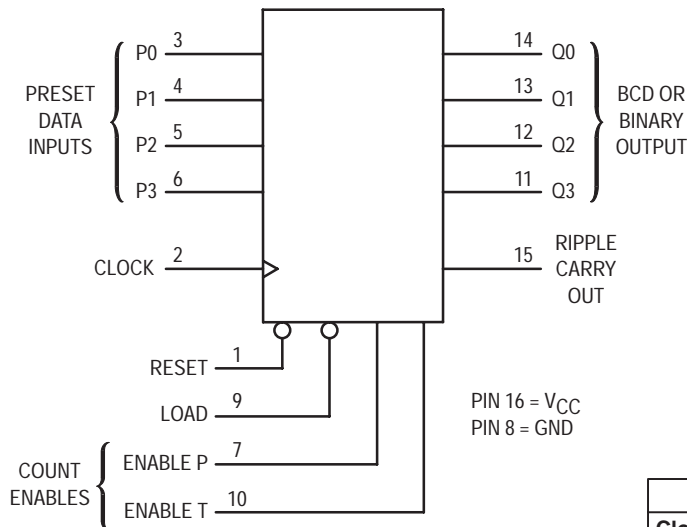 P0 3
P1 4
P2 5
P3 6
PRESET
DATA
INPUTS
CLOCK 2
14 Q0
13 Q1
12 Q2
11 Q3
BCD OR
BINARY
OUTPUT
15 RIPPLE
CARRY
OUT
RESET 1
LOAD 9
COUNT
ENABLES
ENABLE P 7
ENABLE T 10
PIN 16 = VCC
PIN 8 = GND